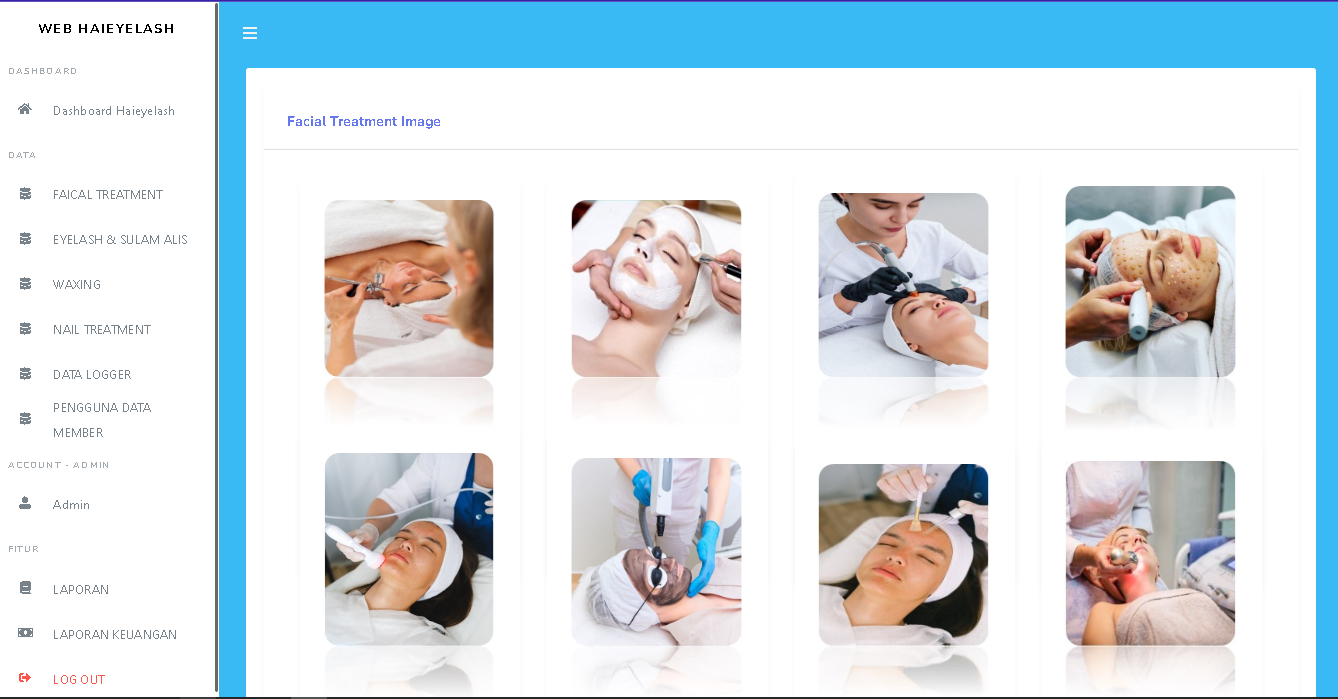 WEB HAIEYELASH
DASHBOARD
Dashboard Haieyelash
DATA
FAICAL TREATMENT
EYELASH & SULAM ALIS
WAXING
NAIL TREATMENT
DATA LOGGER
PENGGUNA DATA
MEMBER
ACCOUNT - ADMIN
Admin
FITUR
LAPORAN
LAPORAN KEUANGAN
LOG OUT
Facial Treatment Image